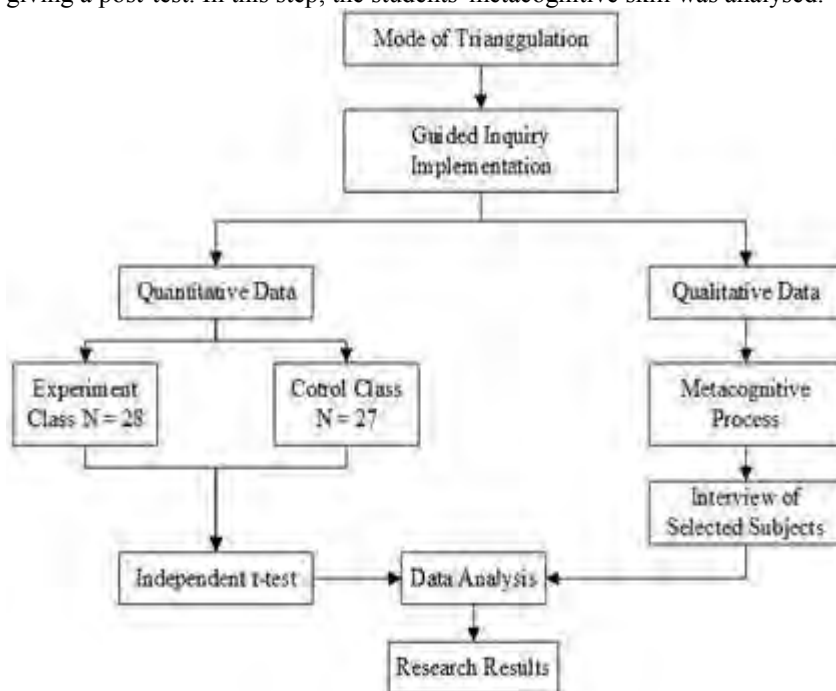 giving a post-test. In this step, the students' metacognitive skill was analysed.
Mode of Trianggulation
Guided Inquiry
Implementation
Quantitative Data
Qualitative Data
Experiment
Class N = 28
Cotrol Class
N = 27
Metacognitive
Process
Interview of
Selected Subjects
Independent t-test
Data Analysis
Research Results